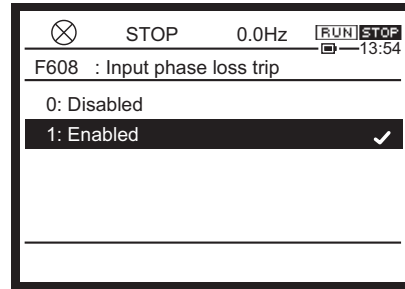 STOP 0.0Hz RUN STOP
13:54
F608 : Input phase loss trip
0: Disabled
1: Enabled